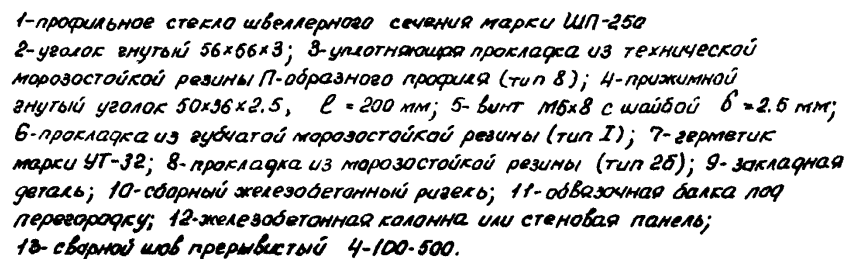 1-профильное стекло швеллерного сечения марки ШП-25а
2-уголок гнутый 56×56×3; 3-уплотняющая прокладка из технической
морозостойкой резины П-образного профиля (тип 8); 4-прижимной
гнутый уголок 50×36×2.5, ℓ = 200 мм; 5-винт М5×8 с шайбой б = 2.5 мм;
6-прокладка из губчатой морозостойкой резины (тип I); 7-герметик
марки УТ-32; 8-прокладка из морозостойкой резины (тип 2б); 9-закладная
деталь; 10-сборный железобетонный ригель; 11-обвязочная балка под
перегородку; 12-железобетонная колонна или стеновая панель;
13-сварной шов прерывистый 4-100-500.